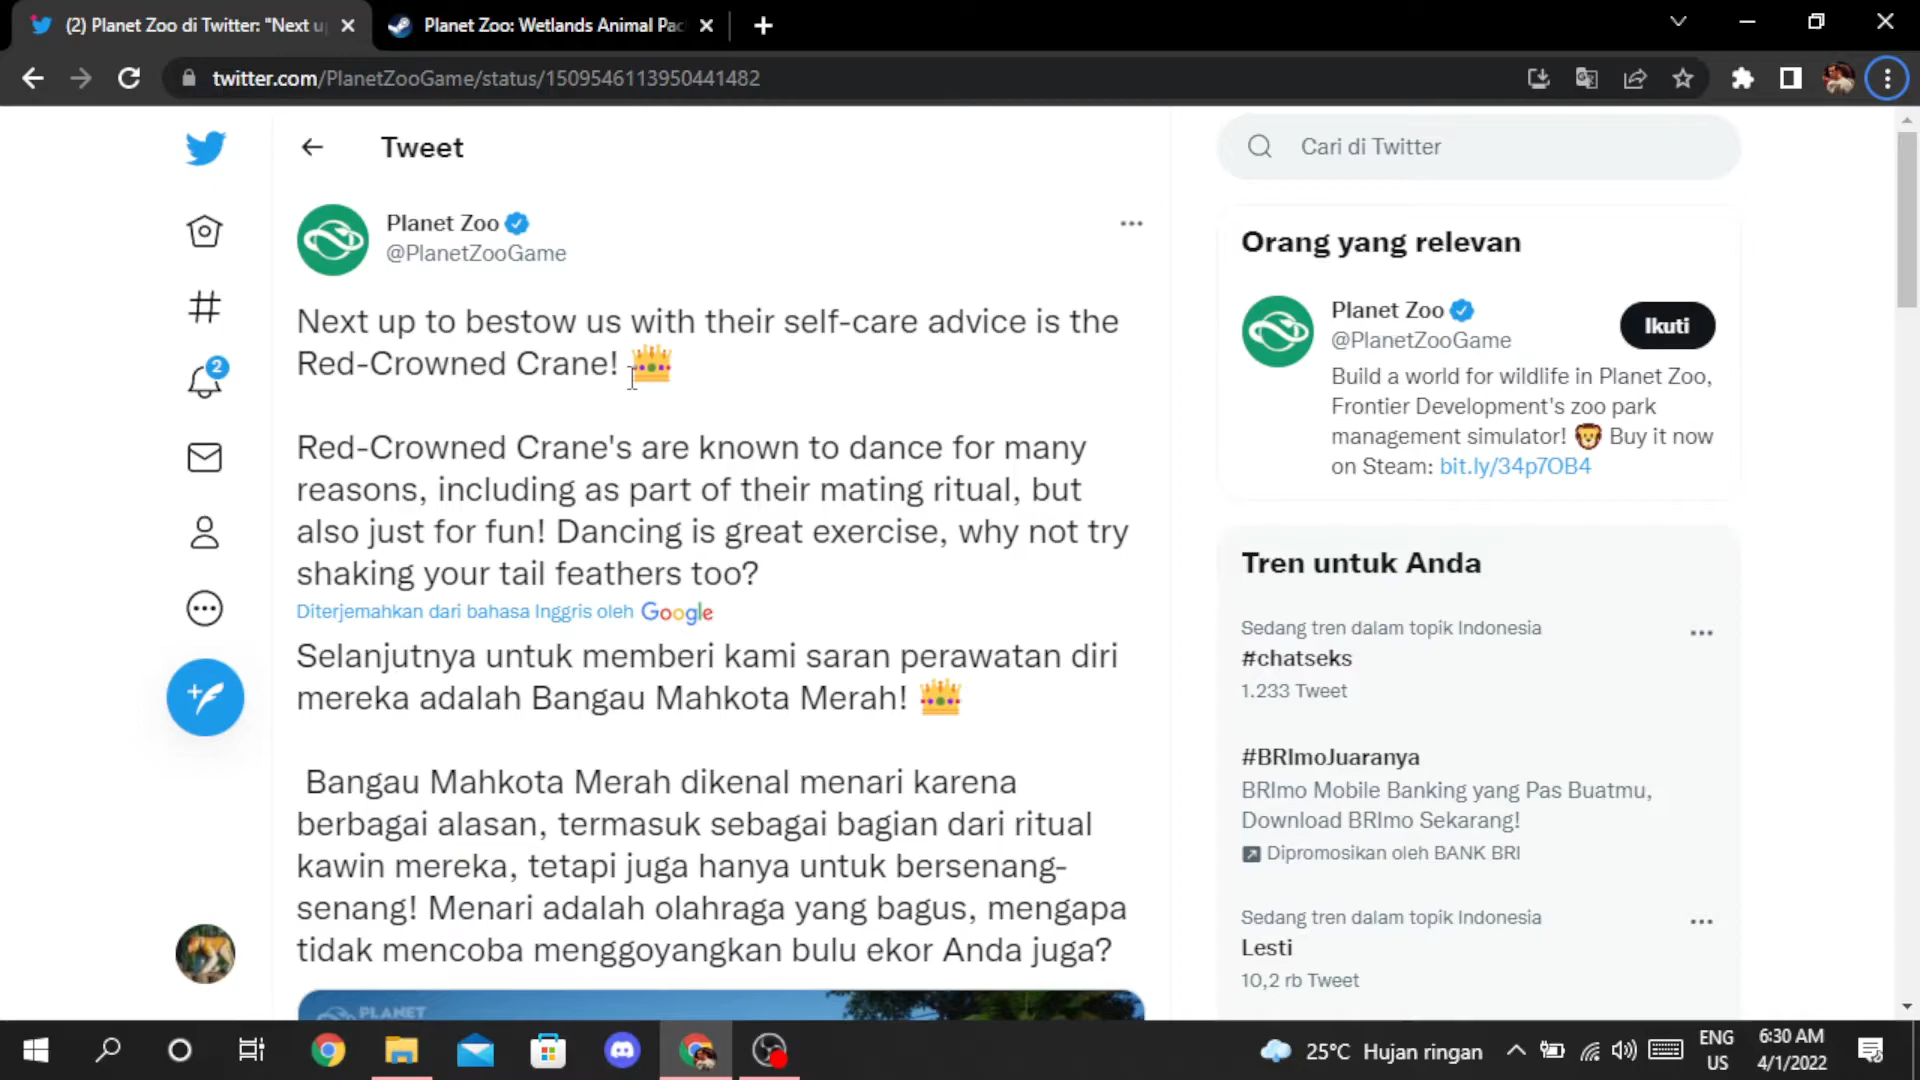 (2) Planet Zoo di Twitter: "Next u
Planet Zoo: Wetlands Animal Pac
twitter.com/PlanetZooGame/status/1509546113950441482
Tweet
Planet Zoo
@PlanetZooGame
Next up to bestow us with their self-care advice is the
Red-Crowned Crane! 👑
Red-Crowned Crane's are known to dance for many
reasons, including as part of their mating ritual, but
also just for fun! Dancing is great exercise, why not try
shaking your tail feathers too?
Diterjemahkan dari bahasa Inggris oleh Google
Selanjutnya untuk memberi kami saran perawatan diri
mereka adalah Bangau Mahkota Merah! 👑
Bangau Mahkota Merah dikenal menari karena
berbagai alasan, termasuk sebagai bagian dari ritual
kawin mereka, tetapi juga hanya untuk bersenang-
senang! Menari adalah olahraga yang bagus, mengapa
tidak mencoba menggoyangkan bulu ekor Anda juga?
PLANET
2
Cari di Twitter
Orang yang relevan
Planet Zoo
@PlanetZooGame
Ikuti
Build a world for wildlife in Planet Zoo,
Frontier Development's zoo park
management simulator! 🦁 Buy it now
on Steam: bit.ly/34p7OB4
Tren untuk Anda
Sedang tren dalam topik Indonesia
#chatseks
1.233 Tweet
#BRImoJuaranya
BRImo Mobile Banking yang Pas Buatmu,
Download BRImo Sekarang!
Dipromosikan oleh BANK BRI
Sedang tren dalam topik Indonesia
Lesti
10,2 rb Tweet
25°C Hujan ringan
ENG
US
6:30 AM
4/1/2022